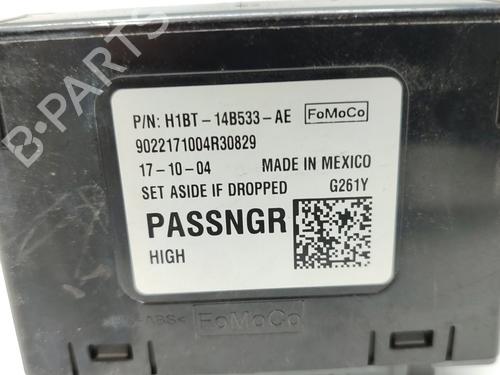 P/N: H1BT-14B533-AE FoMoCo
9022171004R30829
17-10-04 MADE IN MEXICO
SET ASIDE IF DROPPED G261Y
PASSNGR
HIGH
>ABS< FoMoCo
B-PARTS